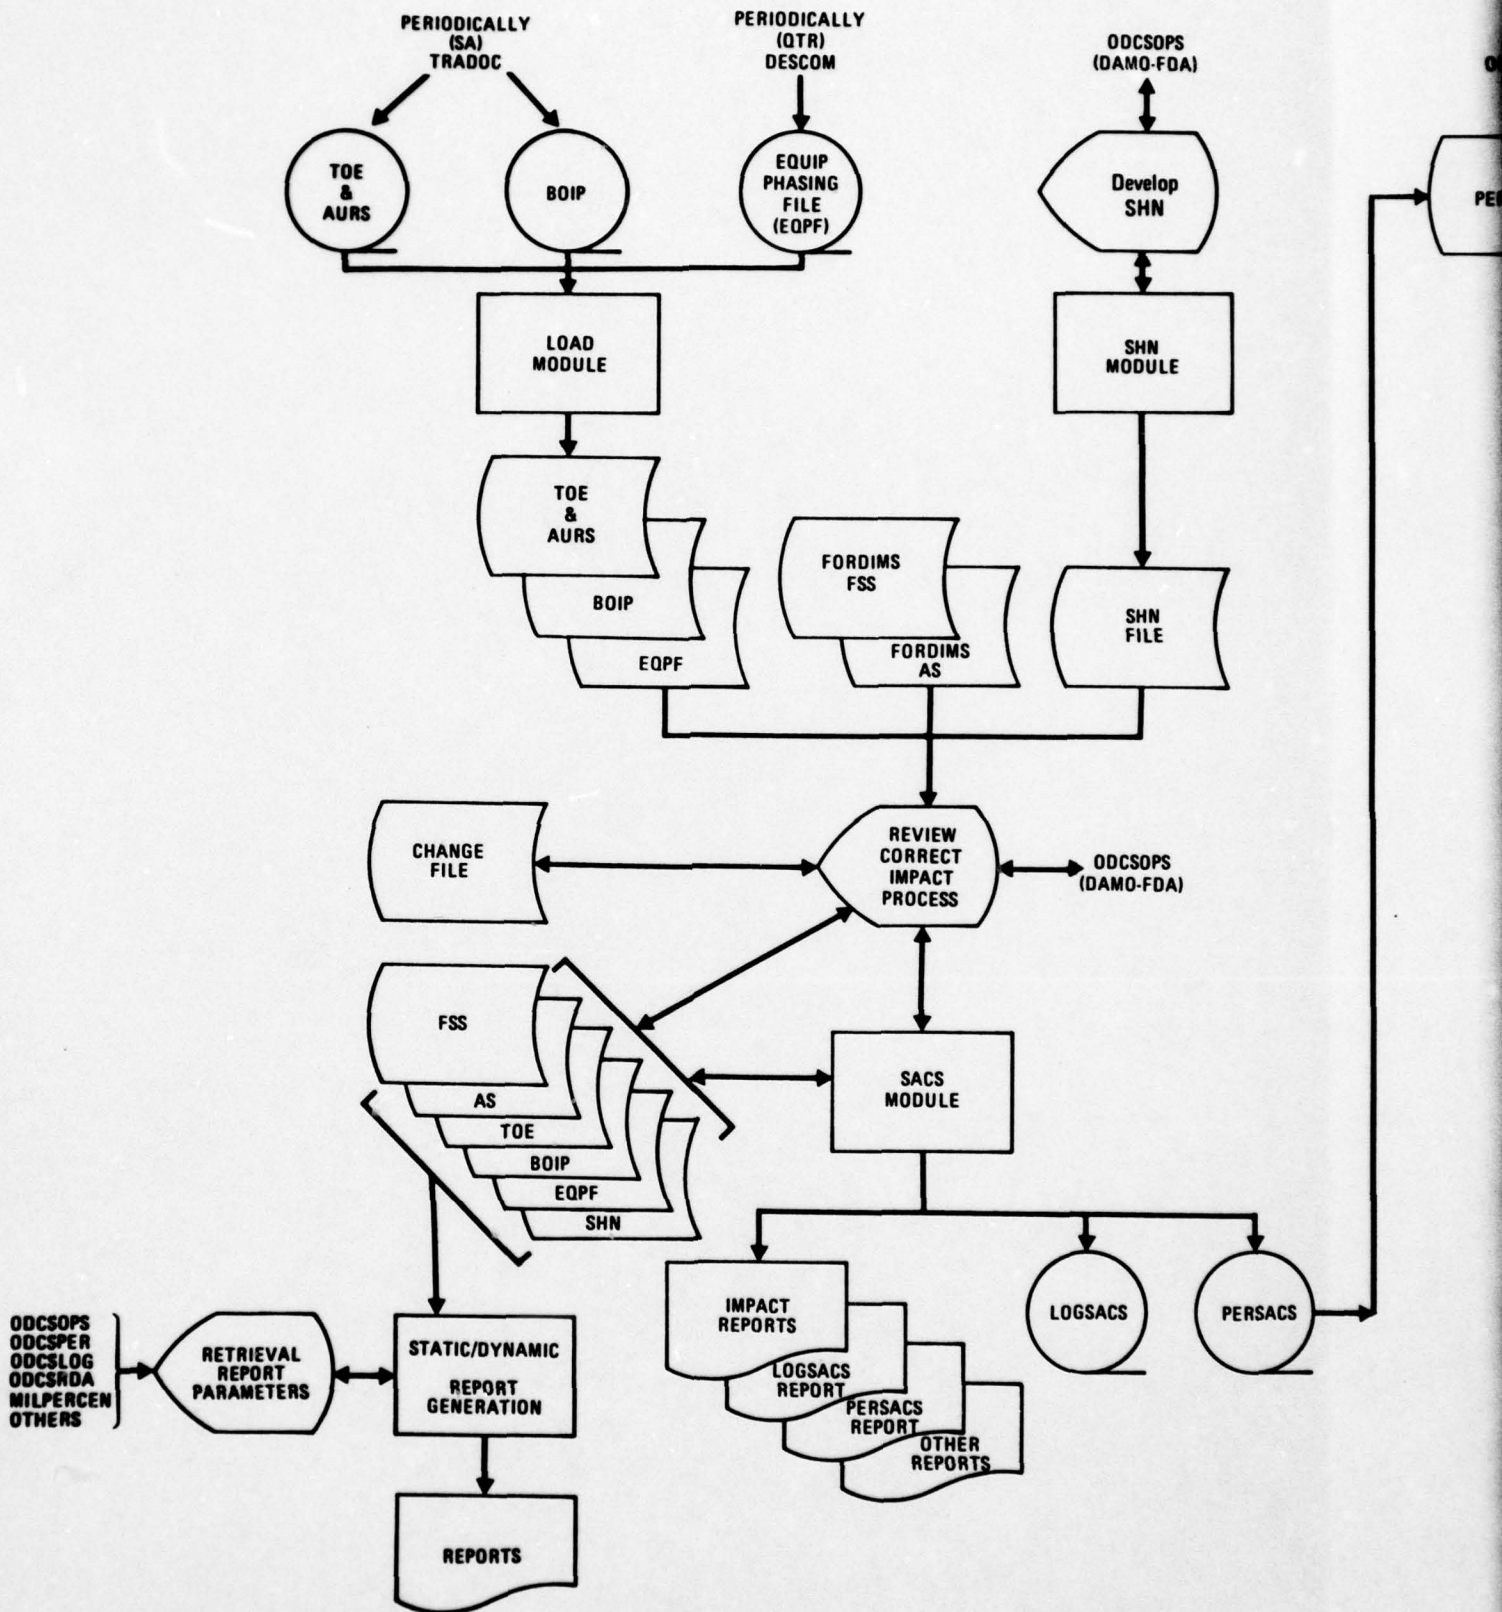 PERIODICALLY
(SA)
TRADOC
PERIODICALLY
(QTR)
DESCOM
ODCSOPS
(DAMO-FDA)
TOE
&
AURS
BOIP
EQUIP
PHASING
FILE
(EQPF)
Develop
SHN
LOAD
MODULE
SHN
MODULE
TOE
&
AURS
BOIP
EQPF
FORDIMS
FSS
FORDIMS
AS
SHN
FILE
CHANGE
FILE
REVIEW
CORRECT
IMPACT
PROCESS
ODCSOPS
(DAMO-FDA)
FSS
AS
TOE
BOIP
EQPF
SHN
SACS
MODULE
IMPACT
REPORTS
LOGSACS
REPORT
PERSACS
REPORT
OTHER
REPORTS
LOGSACS
PERSACS
ODCSOPS
ODCSPER
ODCSLOG
ODCSRDA
MILPERCEN
OTHERS
RETRIEVAL
REPORT
PARAMETERS
STATIC/DYNAMIC
REPORT
GENERATION
REPORTS